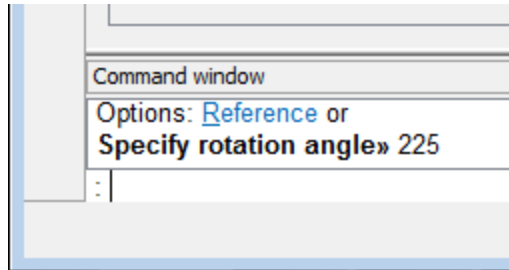 Command window
Options: Reference or
Specify rotation angle» 225
: